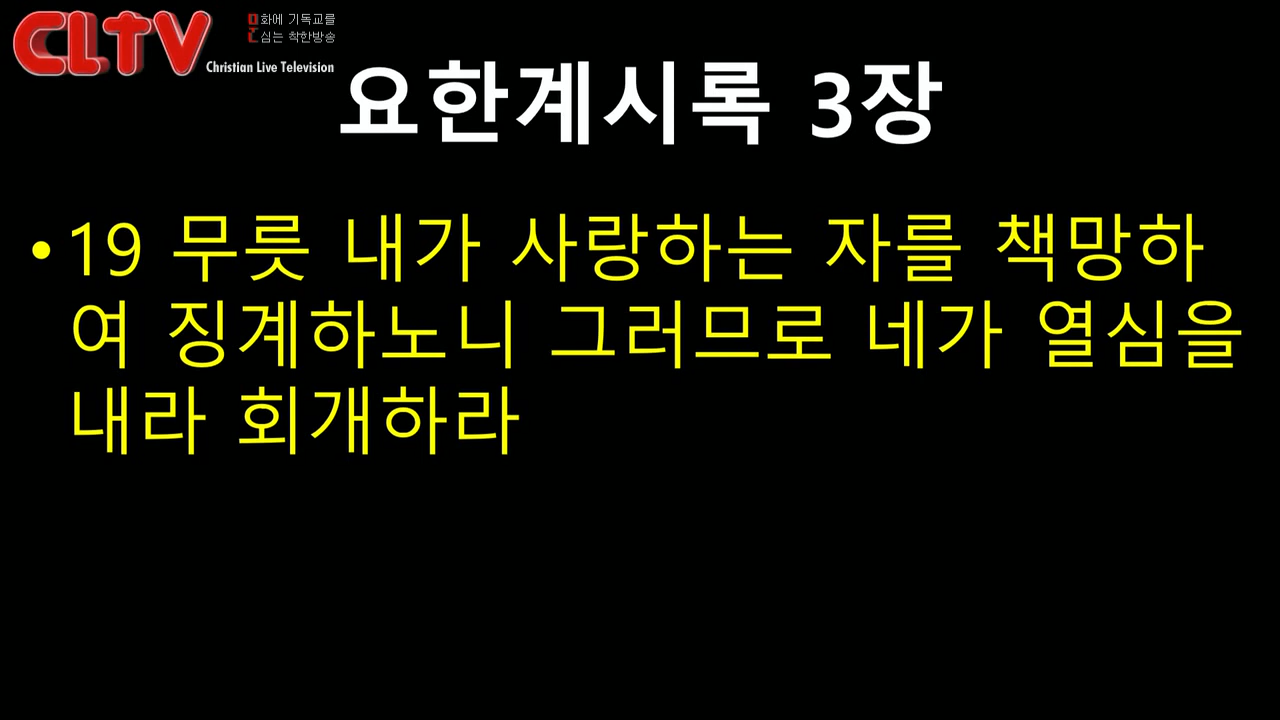 CLTV
화에 기독교를
심는 착한방송
Christian Live Television
요한계시록 3장
• 19 무릇 내가 사랑하는 자를 책망하
여 징계하노니 그러므로 네가 열심을
내라 회개하라